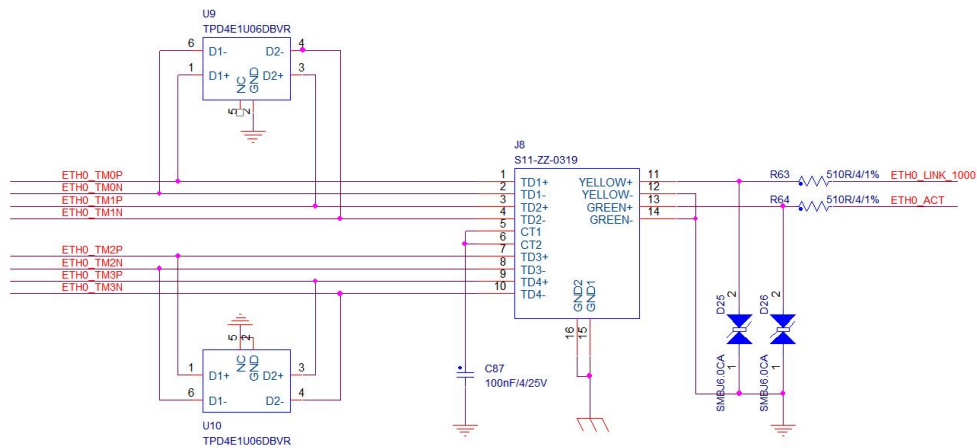 U9
TPD4E1U06DBVR
6 D1- D2- 4
1 D1+ D2+ 3
NC GND
5 2
J8
S11-ZZ-0319
ETH0_TM0P 1 TD1+ YELLOW+ 11 R63 510R/4/1% ETH0_LINK_1000
ETH0_TM0N 2 TD1- YELLOW- 12
ETH0_TM1P 3 TD2+ GREEN+ 13 R64 510R/4/1% ETH0_ACT
ETH0_TM1N 4 TD2- GREEN- 14
5 CT1
6 CT2
ETH0_TM2P 7 TD3+
ETH0_TM2N 8 TD3-
ETH0_TM3P 9 TD4+
ETH0_TM3N 10 TD4-
GND2 GND1
16 15
D25 2 1 SMBJ6.0CA
D26 2 1 SMBJ6.0CA
C87
100nF/4/25V
5 2
NC GND
1 D1+ D2+ 3
6 D1- D2- 4
U10
TPD4E1U06DBVR